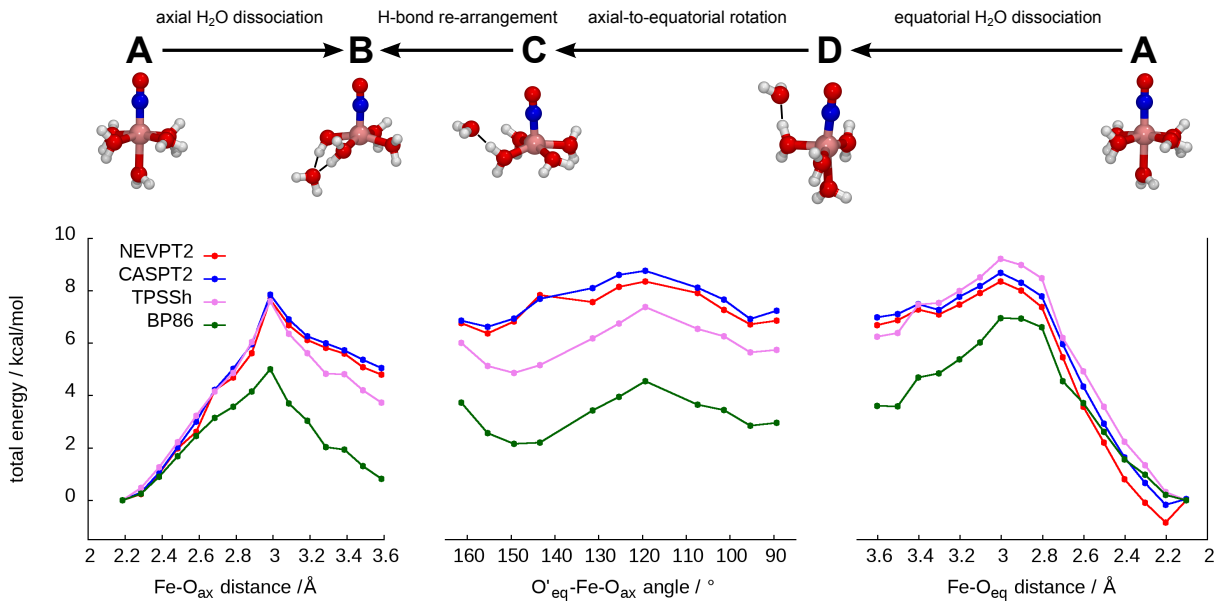 axial H₂O dissociation H-bond re-arrangement axial-to-equatorial rotation equatorial H₂O dissociation
A B C D A
10
8
6
4
2
0
total energy / kcal/mol
NEVPT2
CASPT2
TPSSh
BP86
2 2.2 2.4 2.6 2.8 3 3.2 3.4 3.6
Fe-Oax distance /Å
160 150 140 130 120 110 100 90
O'eq-Fe-Oax angle / °
3.6 3.4 3.2 3 2.8 2.6 2.4 2.2 2
Fe-Oeq distance / Å